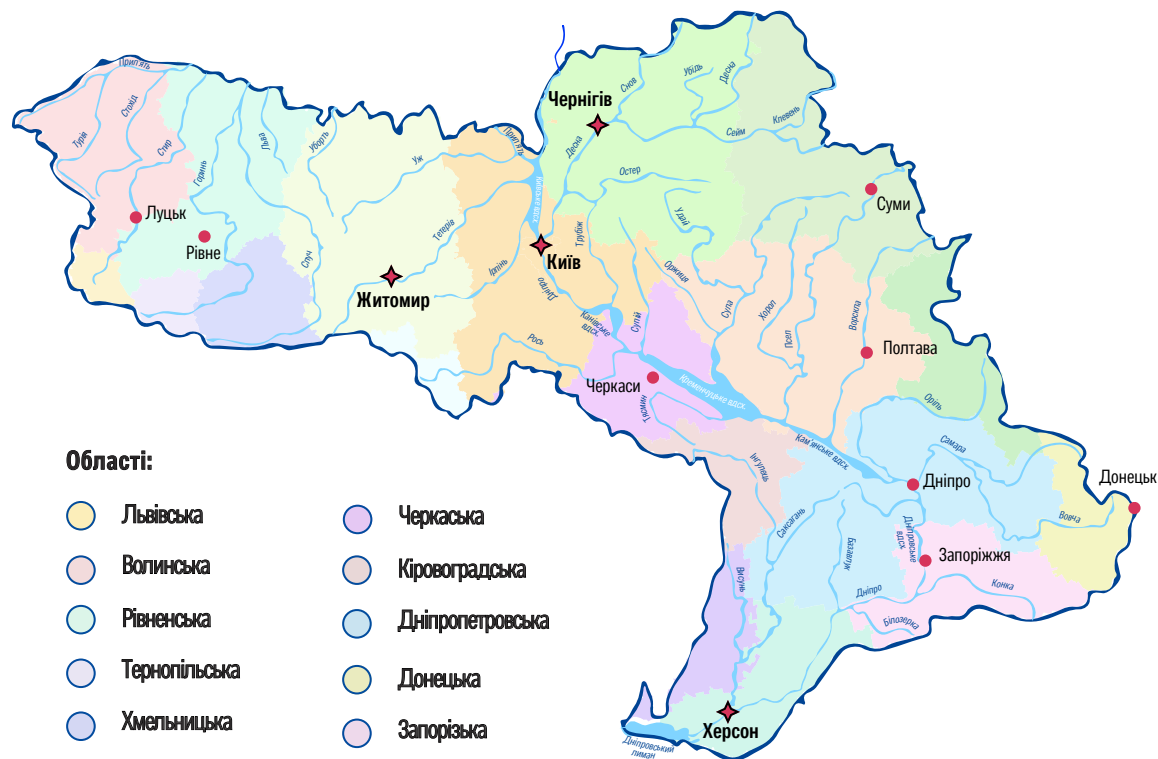 Прип'ять
Стохід
Турія
Стир
Горинь
Льва
Уборть
Уж
Прип'ять
Случ
Тетерів
Ірпінь
Луцьк
Рівне
Житомир
Київ
Київське вдсх.
Чернігів
Снов
Убідь
Десна
Десна
Сейм
Клевень
Остер
Удай
Трубіж
Суми
Дніпро
Канівське
вдсх.
Супій
Оржиця
Сула
Хорол
Псел
Ворскла
Полтава
Рось
Черкаси
Тясмин
Кременчуцьке вдсх.
Кам'янське вдсх.
Оріль
Самара
Дніпро
Донецьк
Вовча
Інгулець
Саксагань
Базавлук
Дніпровське
вдсх.
Запоріжжя
Дніпро
Конка
Білозерка
Висунь
Херсон
Дніпровський
лиман
Області:
Львівська
Волинська
Рівненська
Тернопільська
Хмельницька
Черкаська
Кіровоградська
Дніпропетровська
Донецька
Запорізька